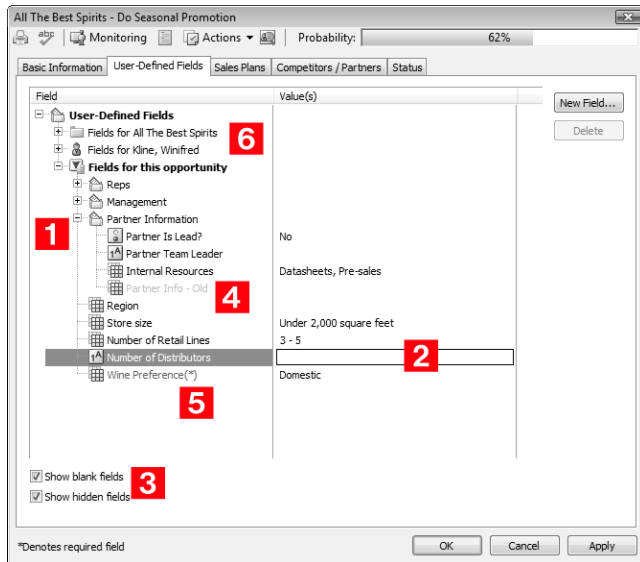 All The Best Spirits - Do Seasonal Promotion
abc Monitoring Actions Probability: 62%
Basic Information User-Defined Fields Sales Plans Competitors / Partners Status
Field Value(s) New Field...
User-Defined Fields
Fields for All The Best Spirits Delete
6
Fields for Kline, Winifred
Fields for this opportunity
Reps
Management
Partner Information
1
Partner Is Lead? No
1A Partner Team Leader
Internal Resources Datasheets, Pre-sales
Partner Info - Old
4
Region
Store size Under 2,000 square feet
Number of Retail Lines 3 - 5
1A Number of Distributors
2
Wine Preference(*) Domestic
5
Show blank fields
3
Show hidden fields
*Denotes required field OK Cancel Apply